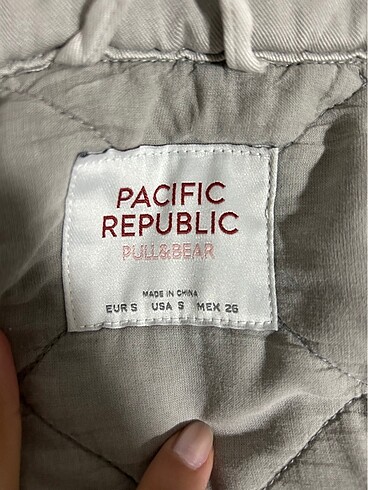 PACIFIC
REPUBLIC
PULL&BEAR
MADE IN CHINA
EUR S USA S MEX 26